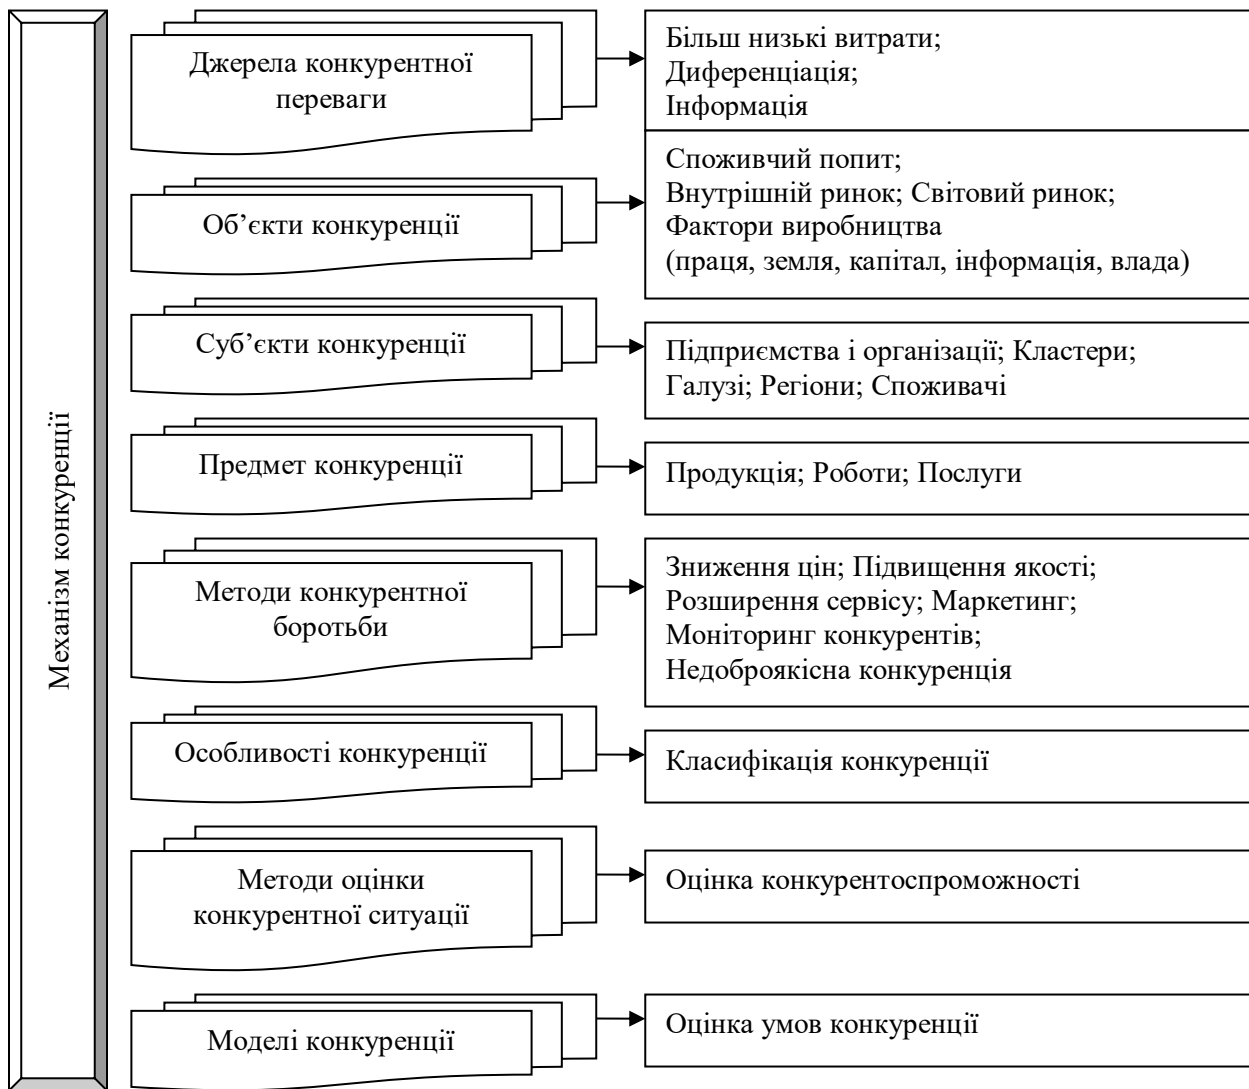 Механізм конкуренції
Джерела конкурентної
переваги
Більш низькі витрати;
Диференціація;
Інформація
Об’єкти конкуренції
Споживчий попит;
Внутрішній ринок; Світовий ринок;
Фактори виробництва
(праця, земля, капітал, інформація, влада)
Суб’єкти конкуренції
Підприємства і організації; Кластери;
Галузі; Регіони; Споживачі
Предмет конкуренції
Продукція; Роботи; Послуги
Методи конкурентної
боротьби
Зниження цін; Підвищення якості;
Розширення сервісу; Маркетинг;
Моніторинг конкурентів;
Недоброякісна конкуренція
Особливості конкуренції
Класифікація конкуренції
Методи оцінки
конкурентної ситуації
Оцінка конкурентоспроможності
Моделі конкуренції
Оцінка умов конкуренції